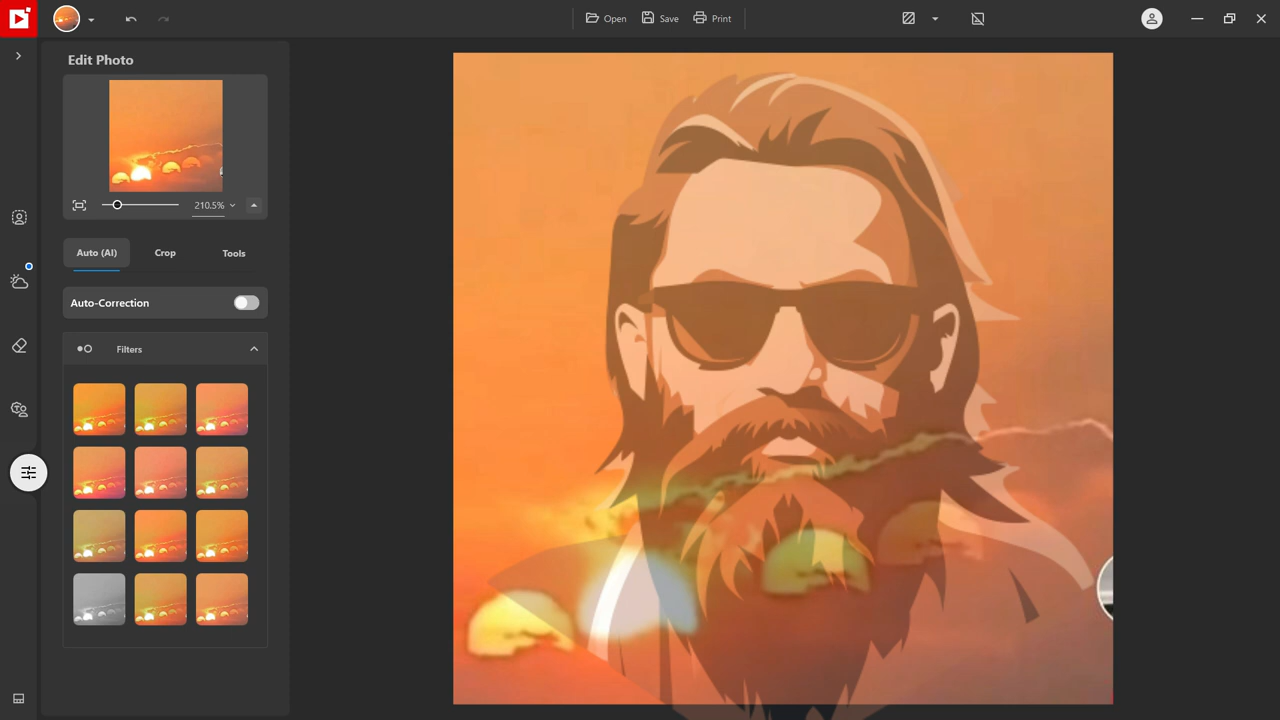 Open
Save
Print
Edit Photo
210.5%
Auto (AI)
Crop
Tools
Auto-Correction
Filters